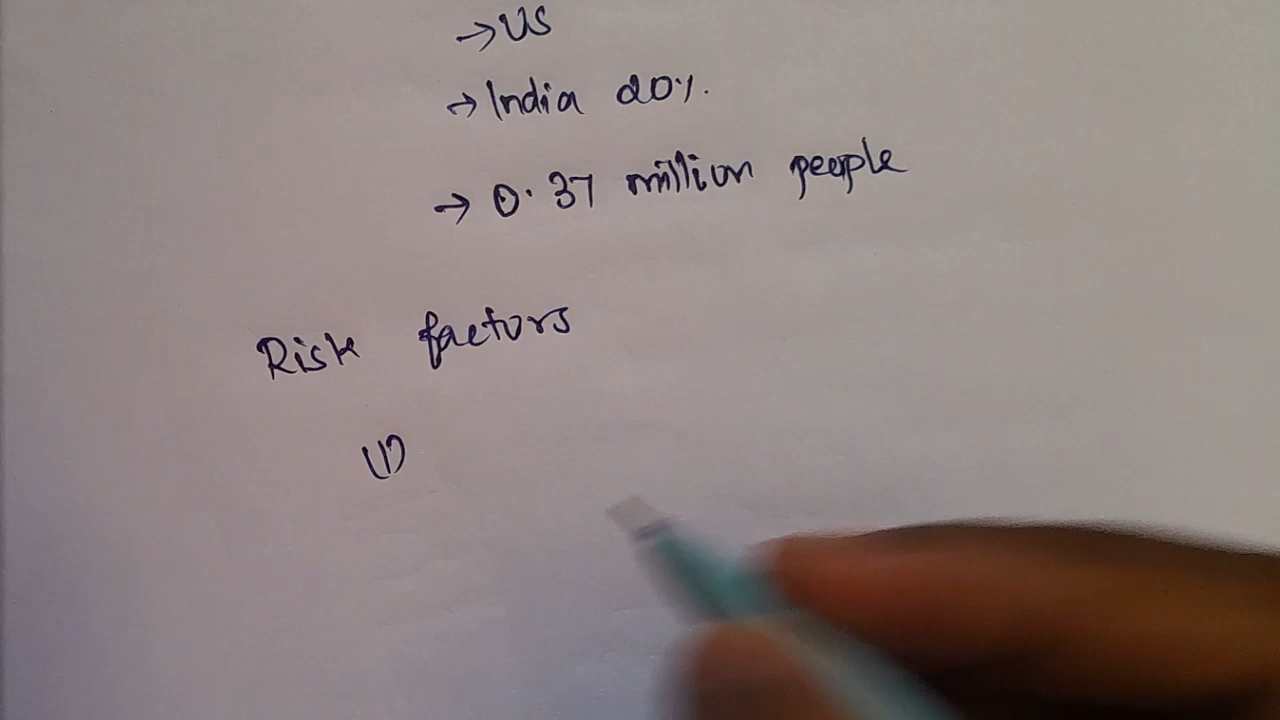 → US
→ India 20%.
→ 0.37 million people
Risk factors
(1)